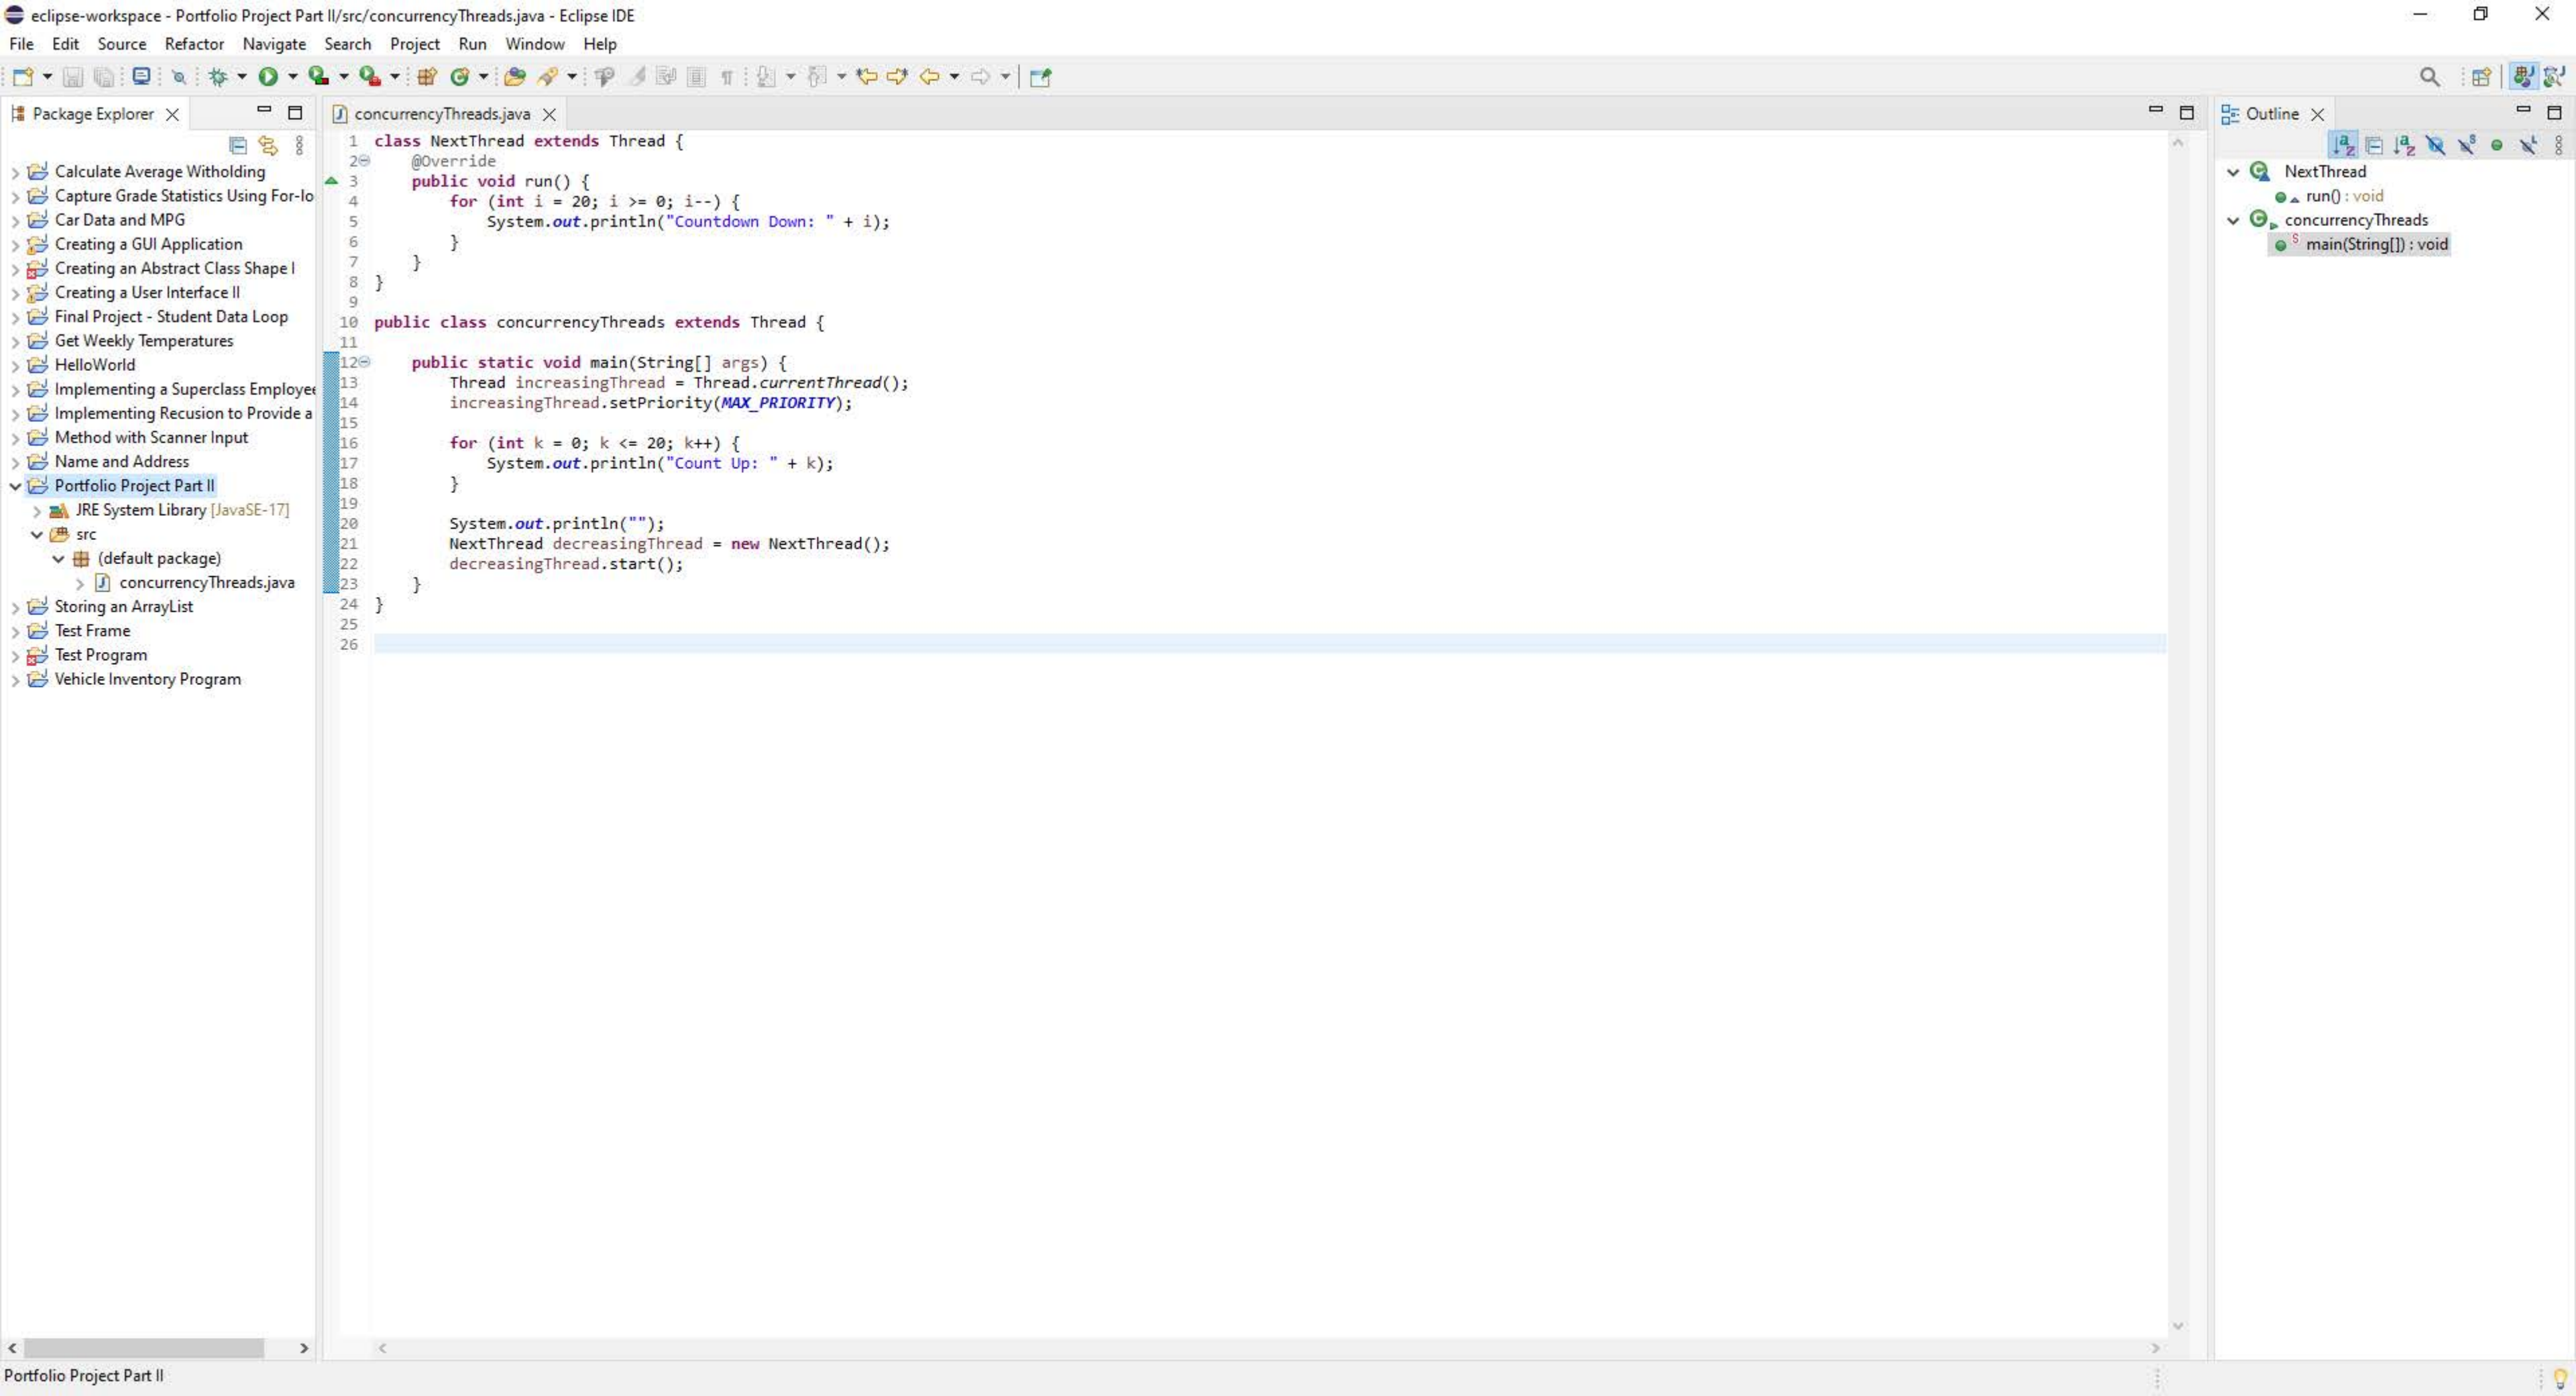 eclipse-workspace - Portfolio Project Part II/src/concurrencyThreads.java - Eclipse IDE
File Edit Source Refactor Navigate Search Project Run Window Help
Package Explorer
Calculate Average Witholding
Capture Grade Statistics Using For-lo
Car Data and MPG
Creating a GUI Application
Creating an Abstract Class Shape I
Creating a User Interface II
Final Project - Student Data Loop
Get Weekly Temperatures
HelloWorld
Implementing a Superclass Employee
Implementing Recusion to Provide a
Method with Scanner Input
Name and Address
Portfolio Project Part II
JRE System Library [JavaSE-17]
src
(default package)
concurrencyThreads.java
Storing an ArrayList
Test Frame
Test Program
Vehicle Inventory Program
concurrencyThreads.java
1 class NextThread extends Thread {
2 @Override
3 public void run() {
4 for (int i = 20; i >= 0; i--) {
5 System.out.println("Countdown Down: " + i);
6 }
7 }
8 }
9
10 public class concurrencyThreads extends Thread {
11
12 public static void main(String[] args) {
13 Thread increasingThread = Thread.currentThread();
14 increasingThread.setPriority(MAX_PRIORITY);
15
16 for (int k = 0; k <= 20; k++) {
17 System.out.println("Count Up: " + k);
18 }
19
20 System.out.println("");
21 NextThread decreasingThread = new NextThread();
22 decreasingThread.start();
23 }
24 }
25
26
Outline
NextThread
run() : void
concurrencyThreads
main(String[]) : void
Portfolio Project Part II